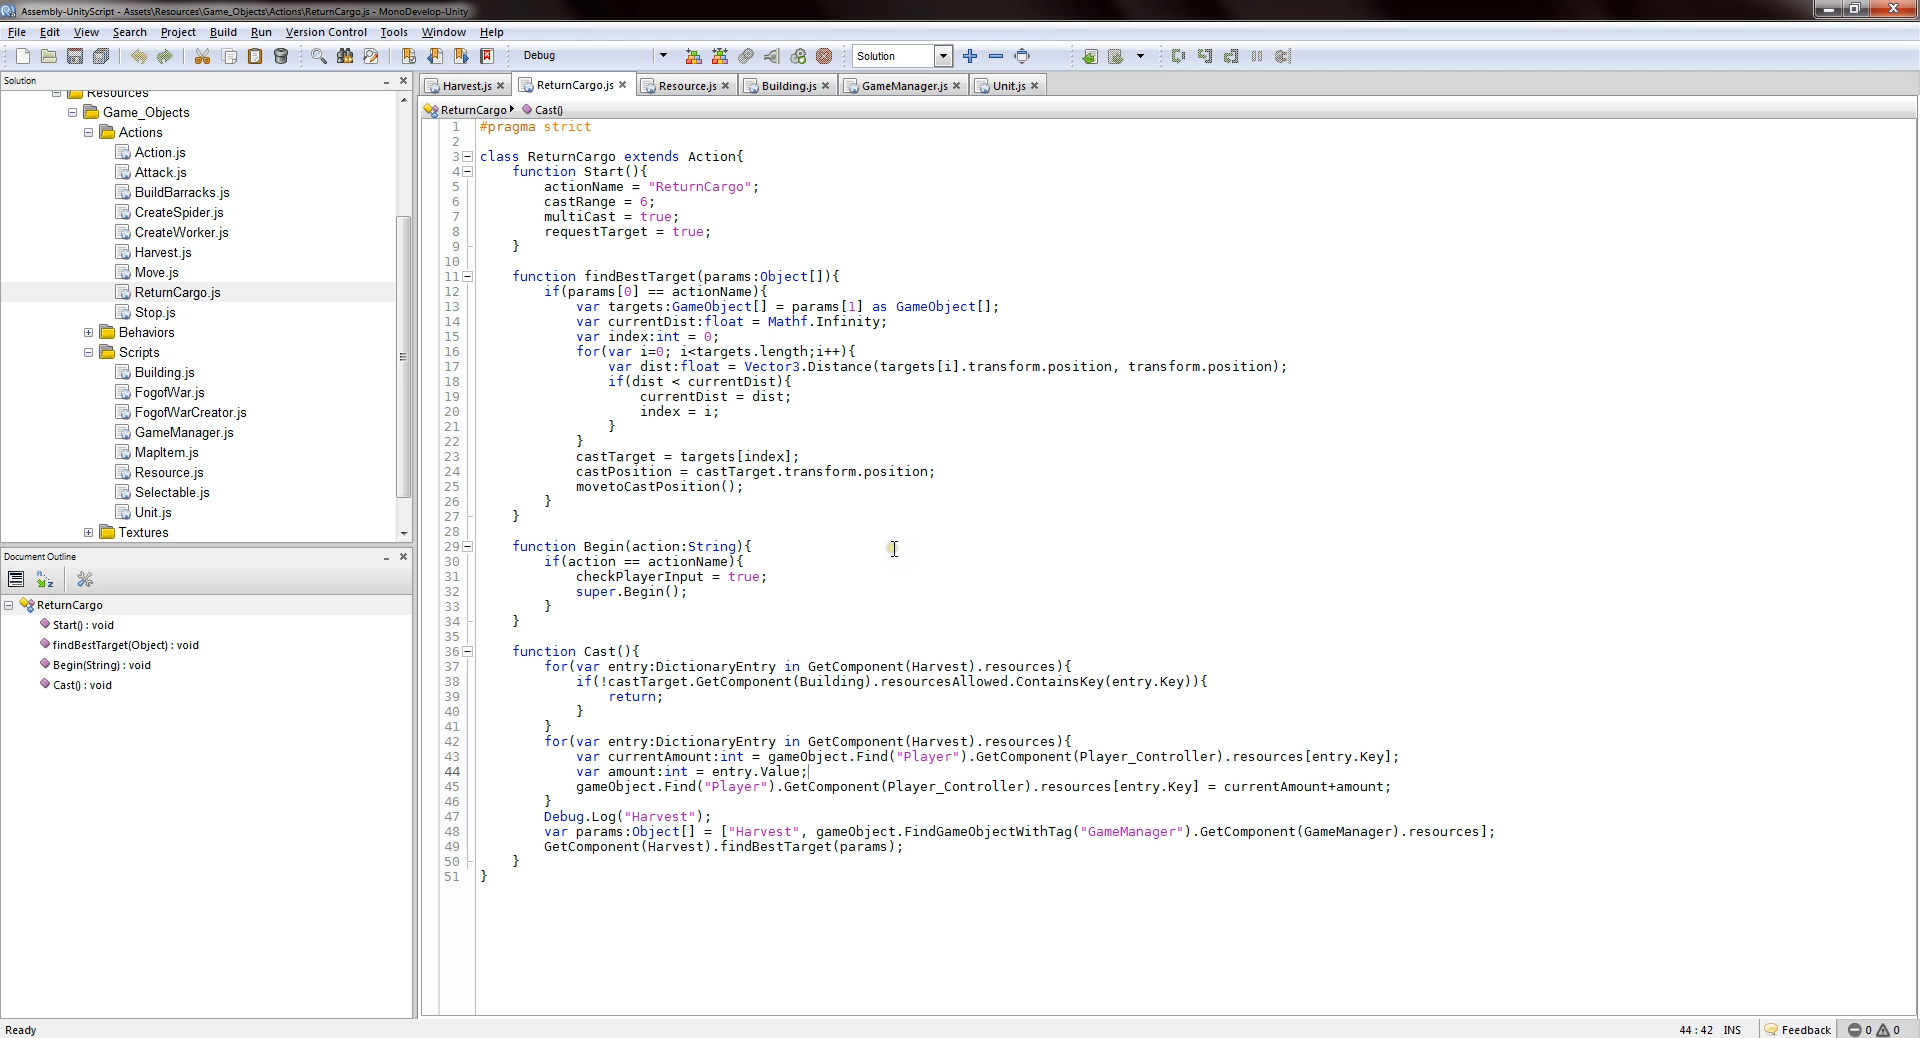 Assembly-UnityScript - Assets\Resources\Game_Objects\Actions\ReturnCargo.js - MonoDevelop-Unity
File Edit View Search Project Build Run Version Control Tools Window Help
Debug Solution
Solution
Harvest.js ReturnCargo.js Resource.js Building.js GameManager.js Unit.js
ReturnCargo Cast()
Resources
Game_Objects
Actions
Action.js
Attack.js
BuildBarracks.js
CreateSpider.js
CreateWorker.js
Harvest.js
Move.js
ReturnCargo.js
Stop.js
Behaviors
Scripts
Building.js
FogofWar.js
FogofWarCreator.js
GameManager.js
MapItem.js
Resource.js
Selectable.js
Unit.js
Textures
Document Outline
ReturnCargo
Start() : void
findBestTarget(Object) : void
Begin(String) : void
Cast() : void
1 #pragma strict
2
3 class ReturnCargo extends Action{
4 function Start(){
5 actionName = "ReturnCargo";
6 castRange = 6;
7 multiCast = true;
8 requestTarget = true;
9 }
10
11 function findBestTarget(params:Object[]){
12 if(params[0] == actionName){
13 var targets:GameObject[] = params[1] as GameObject[];
14 var currentDist:float = Mathf.Infinity;
15 var index:int = 0;
16 for(var i=0; i<targets.length;i++){
17 var dist:float = Vector3.Distance(targets[i].transform.position, transform.position);
18 if(dist < currentDist){
19 currentDist = dist;
20 index = i;
21 }
22 }
23 castTarget = targets[index];
24 castPosition = castTarget.transform.position;
25 movetoCastPosition();
26 }
27 }
28
29 function Begin(action:String){
30 if(action == actionName){
31 checkPlayerInput = true;
32 super.Begin();
33 }
34 }
35
36 function Cast(){
37 for(var entry:DictionaryEntry in GetComponent(Harvest).resources){
38 if(!castTarget.GetComponent(Building).resourcesAllowed.ContainsKey(entry.Key)){
39 return;
40 }
41 }
42 for(var entry:DictionaryEntry in GetComponent(Harvest).resources){
43 var currentAmount:int = gameObject.Find("Player").GetComponent(Player_Controller).resources[entry.Key];
44 var amount:int = entry.Value;
45 gameObject.Find("Player").GetComponent(Player_Controller).resources[entry.Key] = currentAmount+amount;
46 }
47 Debug.Log("Harvest");
48 var params:Object[] = ["Harvest", gameObject.FindGameObjectWithTag("GameManager").GetComponent(GameManager).resources];
49 GetComponent(Harvest).findBestTarget(params);
50 }
51 }
Ready 44 : 42 INS Feedback 0 0